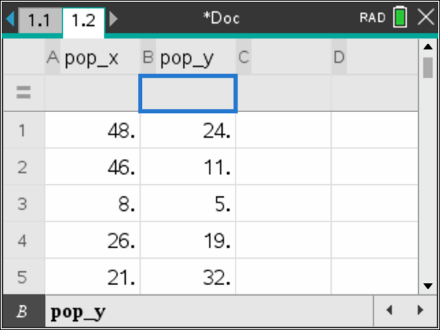 1.1 1.2 *Doc RAD
A pop_x B pop_y C D
=
1 48. 24.
2 46. 11.
3 8. 5.
4 26. 19.
5 21. 32.
B pop_y